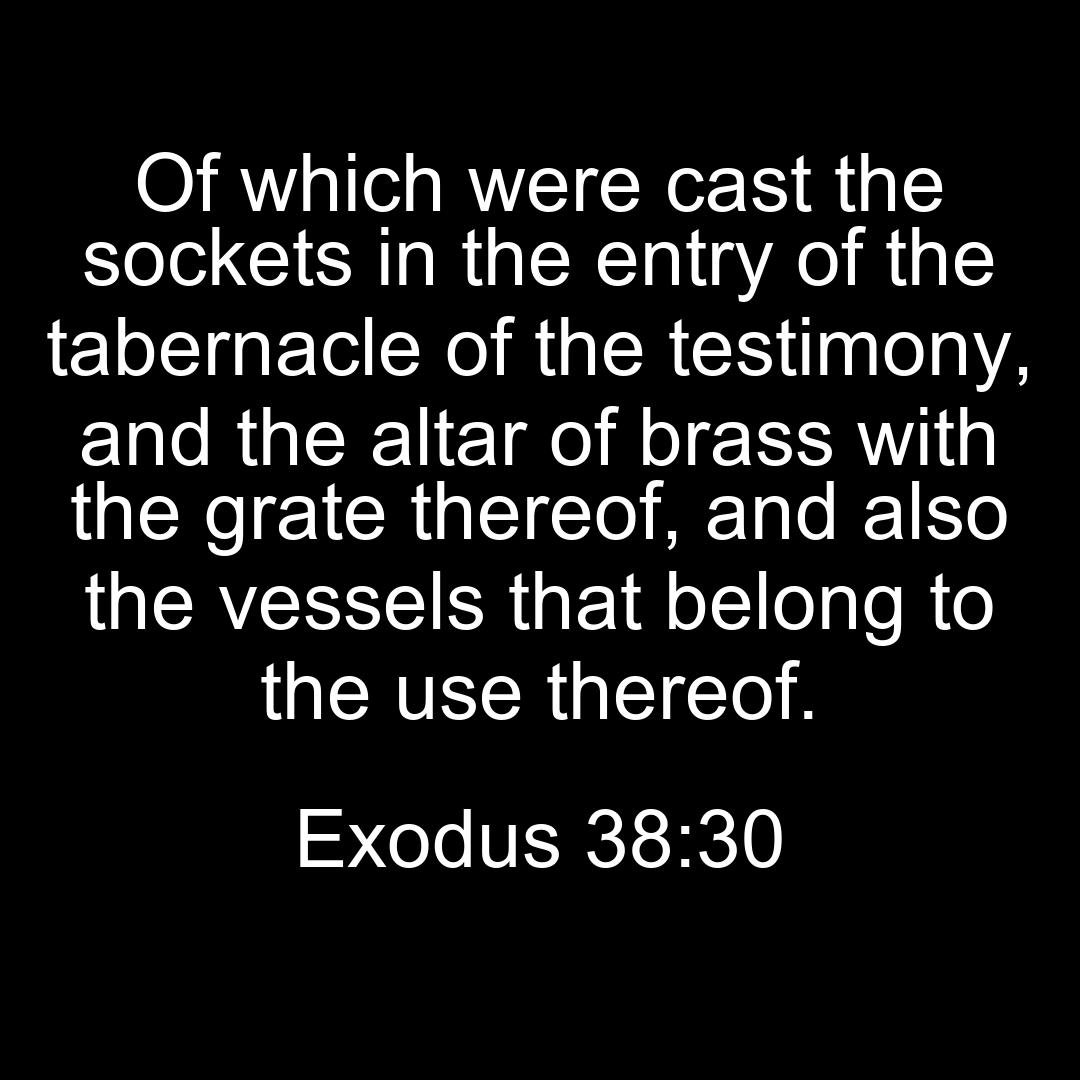 Of which were cast the
sockets in the entry of the
tabernacle of the testimony,
and the altar of brass with
the grate thereof, and also
the vessels that belong to
the use thereof.
Exodus 38:30